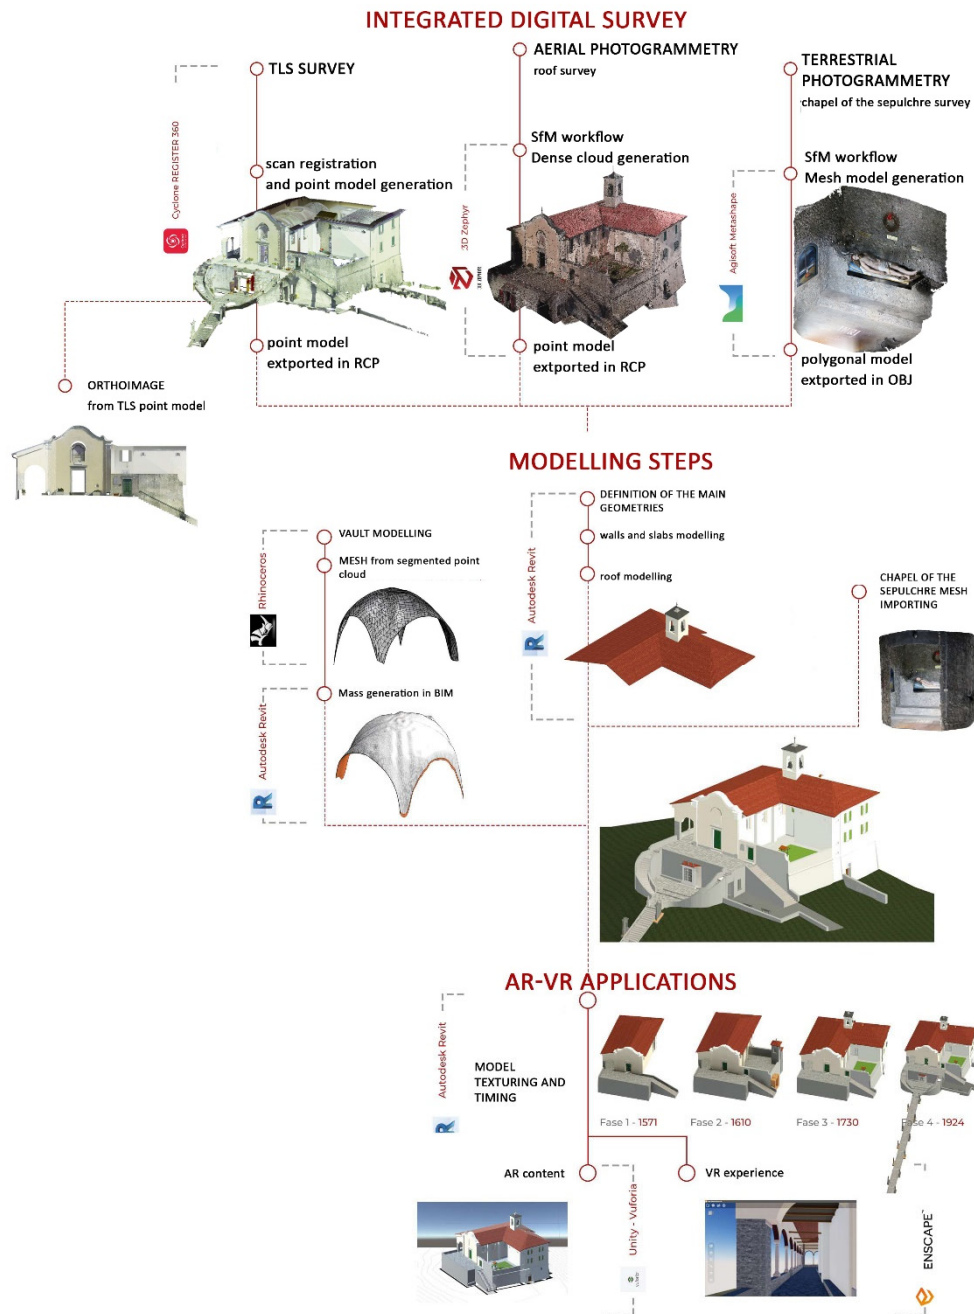 INTEGRATED DIGITAL SURVEY
TLS SURVEY
AERIAL PHOTOGRAMMETRY
roof survey
TERRESTRIAL
PHOTOGRAMMETRY
chapel of the sepulchre survey
Cyclone REGISTER 360
scan registration
and point model generation
SfM workflow
Dense cloud generation
3D Zephyr
SfM workflow
Mesh model generation
Agisoft Metashape
point model
extported in RCP
point model
extported in RCP
polygonal model
extported in OBJ
ORTHOIMAGE
from TLS point model
MODELLING STEPS
DEFINITION OF THE MAIN
GEOMETRIES
walls and slabs modelling
roof modelling
Autodesk Revit
VAULT MODELLING
MESH from segmented point
cloud
Rhinoceros
Mass generation in BIM
Autodesk Revit
CHAPEL OF THE
SEPULCHRE MESH
IMPORTING
AR-VR APPLICATIONS
Autodesk Revit
MODEL
TEXTURING AND
TIMING
Fase 1 - 1571
Fase 2 - 1610
Fase 3 - 1730
Fase 4 - 1924
AR content
Unity - Vuforia
VR experience
ENSCAPE